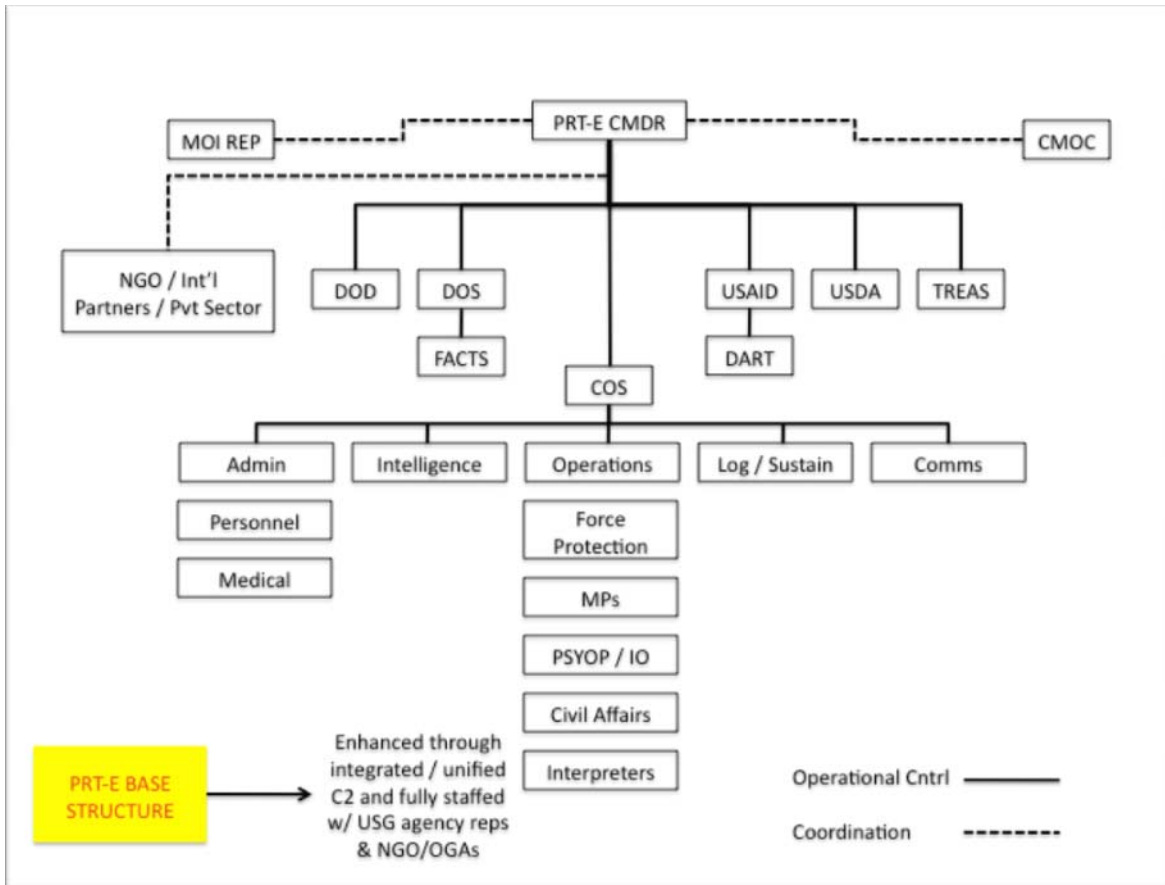 PRT-E CMDR
MOI REP
CMOC
NGO / Int'l
Partners / Pvt Sector
DOD
DOS
USAID
USDA
TREAS
FACTS
DART
COS
Admin
Intelligence
Operations
Log / Sustain
Comms
Personnel
Medical
Force
Protection
MPs
PSYOP / IO
Civil Affairs
Interpreters
PRT-E BASE
STRUCTURE
Enhanced through
integrated / unified
C2 and fully staffed
w/ USG agency reps
& NGO/OGAs
Operational Cntrl
Coordination